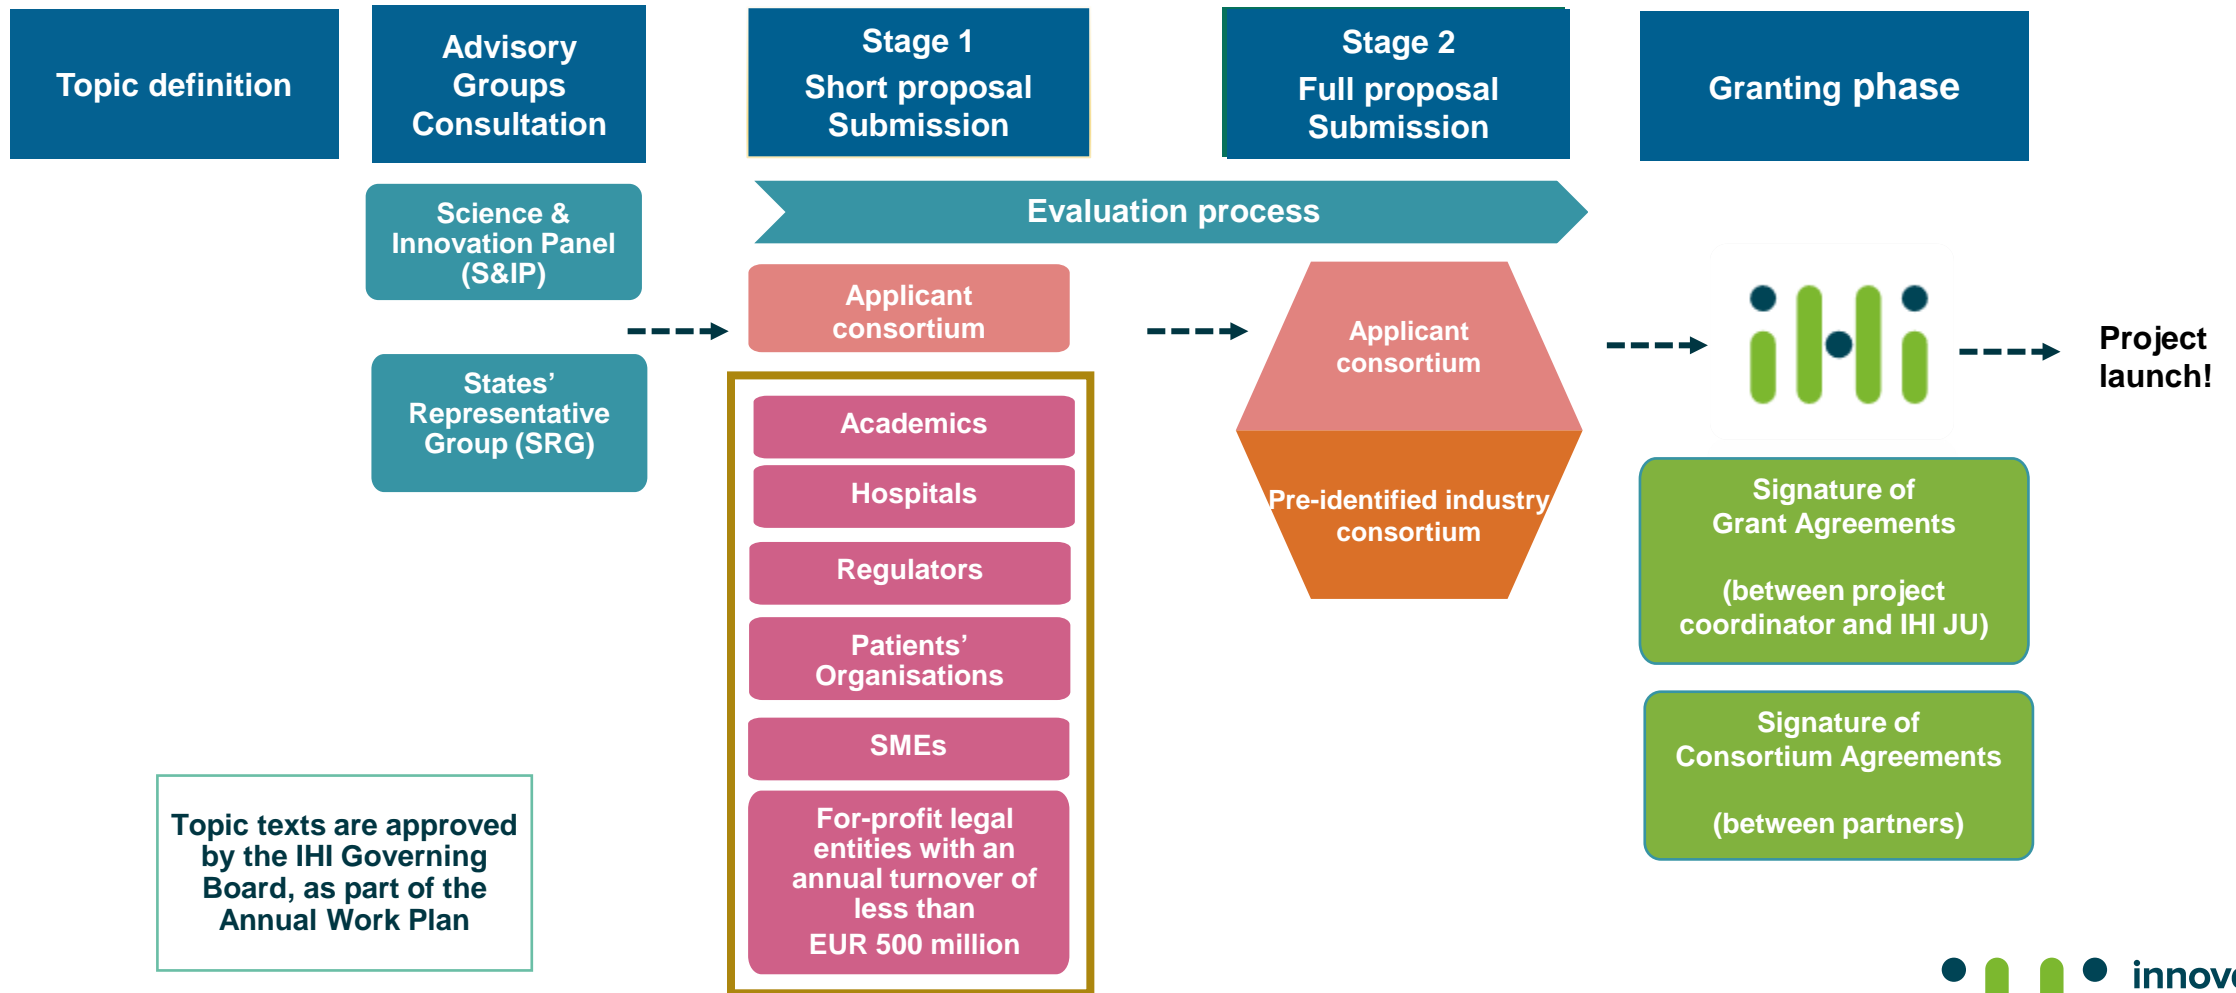 Topic definition
Advisory
Groups
Consultation
Stage 1
Short proposal
Submission
Stage 2
Full proposal
Submission
Granting phase
Science &
Innovation Panel
(S&IP)
States’
Representative
Group (SRG)
Evaluation process
Applicant
consortium
Academics
Hospitals
Regulators
Patients’
Organisations
SMEs
For-profit legal
entities with an
annual turnover of
less than
EUR 500 million
Applicant
consortium
Pre-identified industry
consortium
iHi
Signature of
Grant Agreements
(between project
coordinator and IHI JU)
Signature of
Consortium Agreements
(between partners)
Project
launch!
Topic texts are approved
by the IHI Governing
Board, as part of the
Annual Work Plan